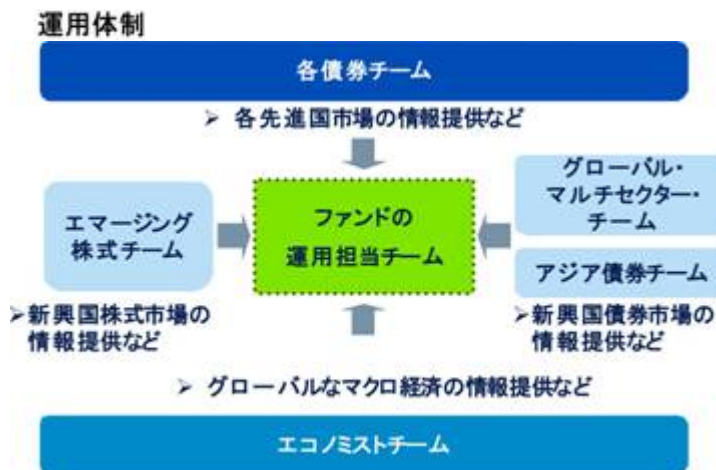 運用体制
各債券チーム
➢ 各先進国市場の情報提供など
エマージング
株式チーム
➢新興国株式市場の
情報提供など
ファンドの
運用担当チーム
グローバル・
マルチセクター・
チーム
アジア債券チーム
➢新興国債券市場の
情報提供など
➢ グローバルなマクロ経済の情報提供など
エコノミストチーム